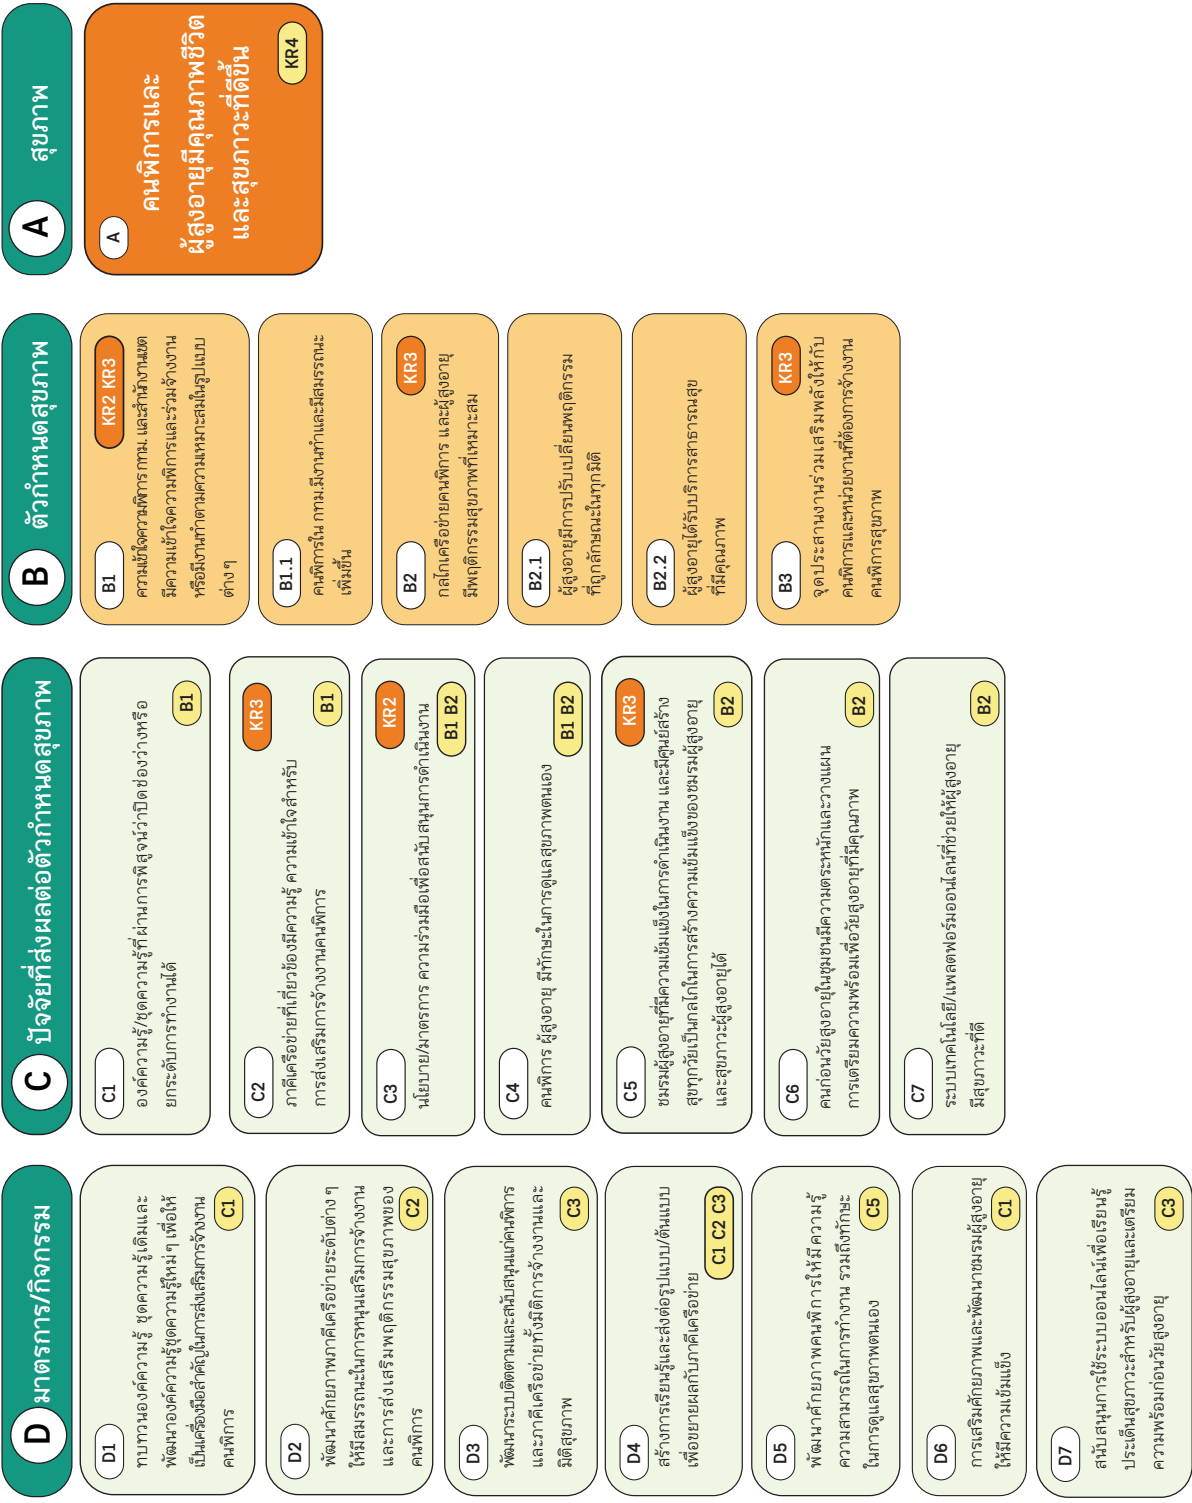 D มาตรการ/กิจกรรม
D1
ทบทวนองค์ความรู้ ชุดความรู้เดิมและ
พัฒนาองค์ความรู้ชุดความรู้ใหม่ ๆ เพื่อให้
เป็นเครื่องมือสำคัญในการส่งเสริมการจ้างงาน
คนพิการ
C1
D2
พัฒนาศักยภาพภาคีเครือข่ายระดับต่าง ๆ
ให้มีสมรรถนะในการหนุนเสริมการจ้างงาน
และการส่งเสริมพฤติกรรมสุขภาพของ
คนพิการ
C2
D3
พัฒนาระบบติดตามและสนับสนุนแก่คนพิการ
และภาคีเครือข่ายทั้งมิติการจ้างงานและ
มิติสุขภาพ
C3
D4
สร้างการเรียนรู้และส่งต่อรูปแบบ/ต้นแบบ
เพื่อขยายผลกับภาคีเครือข่าย
C1 C2 C3
D5
พัฒนาศักยภาพคนพิการให้มีความรู้
ความสามารถในการทำงาน รวมถึงทักษะ
ในการดูแลสุขภาพตนเอง
C5
D6
การเสริมศักยภาพและพัฒนาชมรมผู้สูงอายุ
ให้มีความเข้มแข็ง
C1
D7
สนับสนุนการใช้ระบบออนไลน์เพื่อเรียนรู้
ประเด็นสุขภาวะสำหรับผู้สูงอายุและเตรียม
ความพร้อมก่อนวัยสูงอายุ
C3
C ปัจจัยที่ส่งผลต่อตัวกำหนดสุขภาพ
C1
องค์ความรู้/ชุดความรู้ที่ผ่านการพิสูจน์ว่าปิดช่องว่างหรือ
ยกระดับการทำงานได้
B1
C2
KR3
ภาคีเครือข่ายที่เกี่ยวข้องมีความรู้ ความเข้าใจสำหรับ
การส่งเสริมการจ้างงานคนพิการ
B1
C3
KR2
นโยบาย/มาตรการ ความร่วมมือเพื่อสนับสนุนการดำเนินงาน
B1 B2
C4
คนพิการ ผู้สูงอายุ มีทักษะในการดูแลสุขภาพตนเอง
B1 B2
C5
KR3
ชมรมผู้สูงอายุที่มีความเข้มแข็งในการดำเนินงาน และมีศูนย์สร้าง
สุขทุกวัยเป็นกลไกในการสร้างความเข้มแข็งของชมรมผู้สูงอายุ
และสุขภาวะผู้สูงอายุได้
B2
C6
คนก่อนวัยสูงอายุในชุมชนมีความตระหนักและวางแผน
การเตรียมความพร้อมเพื่อวัยสูงอายุที่มีคุณภาพ
B2
C7
ระบบเทคโนโลยี/แพลตฟอร์มออนไลน์ที่ช่วยให้ผู้สูงอายุ
มีสุขภาวะที่ดี
B2
B ตัวกำหนดสุขภาพ
B1
KR2 KR3
ความเข้าใจความพิการ กทม. และสำนักงานเขต
มีความเข้าใจความพิการและร่วมจ้างงาน
หรือมีงานทำตามความเหมาะสมในรูปแบบ
ต่าง ๆ
B1.1
คนพิการใน กทม.มีงานทำและมีสมรรถนะ
เพิ่มขึ้น
B2
KR3
กลไกเครือข่ายคนพิการ และผู้สูงอายุ
มีพฤติกรรมสุขภาพที่เหมาะสม
B2.1
ผู้สูงอายุมีการปรับเปลี่ยนพฤติกรรม
ที่ถูกลักษณะในทุกมิติ
B2.2
ผู้สูงอายุได้รับบริการสาธารณสุข
ที่มีคุณภาพ
B3
KR3
จุดประสานงานร่วมเสริมพลังให้กับ
คนพิการและหน่วยงานที่ต้องการจ้างงาน
คนพิการสุขภาพ
A สุขภาพ
A
คนพิการและ
ผู้สูงอายุมีคุณภาพชีวิต
และสุขภาวะที่ดีขึ้น
KR4